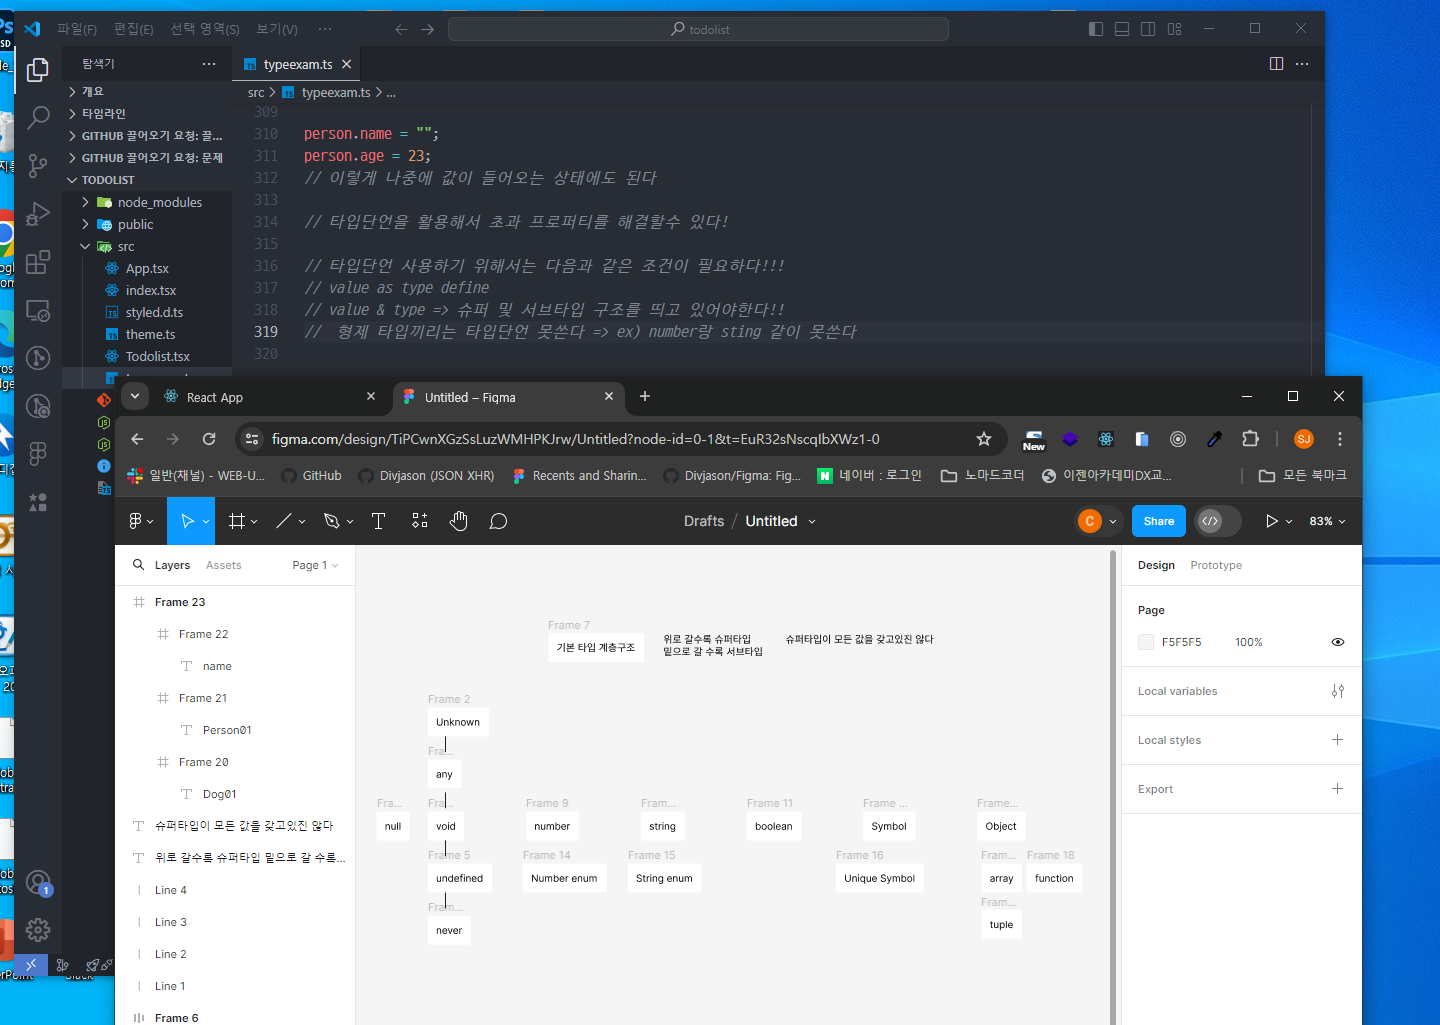 파일(F) 편집(E) 선택 영역(S) 보기(V) ···
todolist
탐색기
typeexam.ts
개요
타임라인
GITHUB 끌어오기 요청: 끌...
GITHUB 끌어오기 요청: 문제
TODOLIST
node_modules
public
src
App.tsx
index.tsx
styled.d.ts
theme.ts
Todolist.tsx
src > typeexam.ts > ...
309
310 person.name = "";
311 person.age = 23;
312 // 이렇게 나중에 값이 들어오는 상태에도 된다
313
314 // 타입단언을 활용해서 초과 프로퍼티를 해결할수 있다!
315
316 // 타입단언 사용하기 위해서는 다음과 같은 조건이 필요하다!!!
317 // value as type define
318 // value & type => 슈퍼 및 서브타입 구조를 띄고 있어야한다!!
319 //  형제 타입끼리는 타입단언 못쓴다 => ex) number랑 sting 같이 못쓴다
320
React App
Untitled – Figma
figma.com/design/TiPCwnXGzSsLuzWMHPKJrw/Untitled?node-id=0-1&t=EuR32sNscqIbXWz1-0
New
SJ
일반(채널) - WEB-U...
GitHub
Divjason (JSON XHR)
Recents and Sharin...
Divjason/Figma: Fig...
네이버 : 로그인
노마드코더
이젠아카데미DX교...
모든 북마크
Drafts / Untitled
C
Share
83%
Layers Assets Page 1
Frame 23
Frame 22
name
Frame 21
Person01
Frame 20
Dog01
슈퍼타입이 모든 값을 갖고있진 않다
위로 갈수록 슈퍼타입 밑으로 갈 수록...
Line 4
Line 3
Line 2
Line 1
Frame 6
Frame 7
기본 타입 계층구조
위로 갈수록 슈퍼타입
밑으로 갈 수록 서브타입
슈퍼타입이 모든 값을 갖고있진 않다
Frame 2
Unknown
Fra...
any
Fra... Fra... Frame 9 Fram... Frame 11 Frame ... Frame...
null void number string boolean Symbol Object
Frame 5 Frame 14 Frame 15 Frame 16 Fram... Frame 18
undefined Number enum String enum Unique Symbol array function
Fram... Fram...
never tuple
Design Prototype
Page
F5F5F5 100%
Local variables
Local styles
Export
1